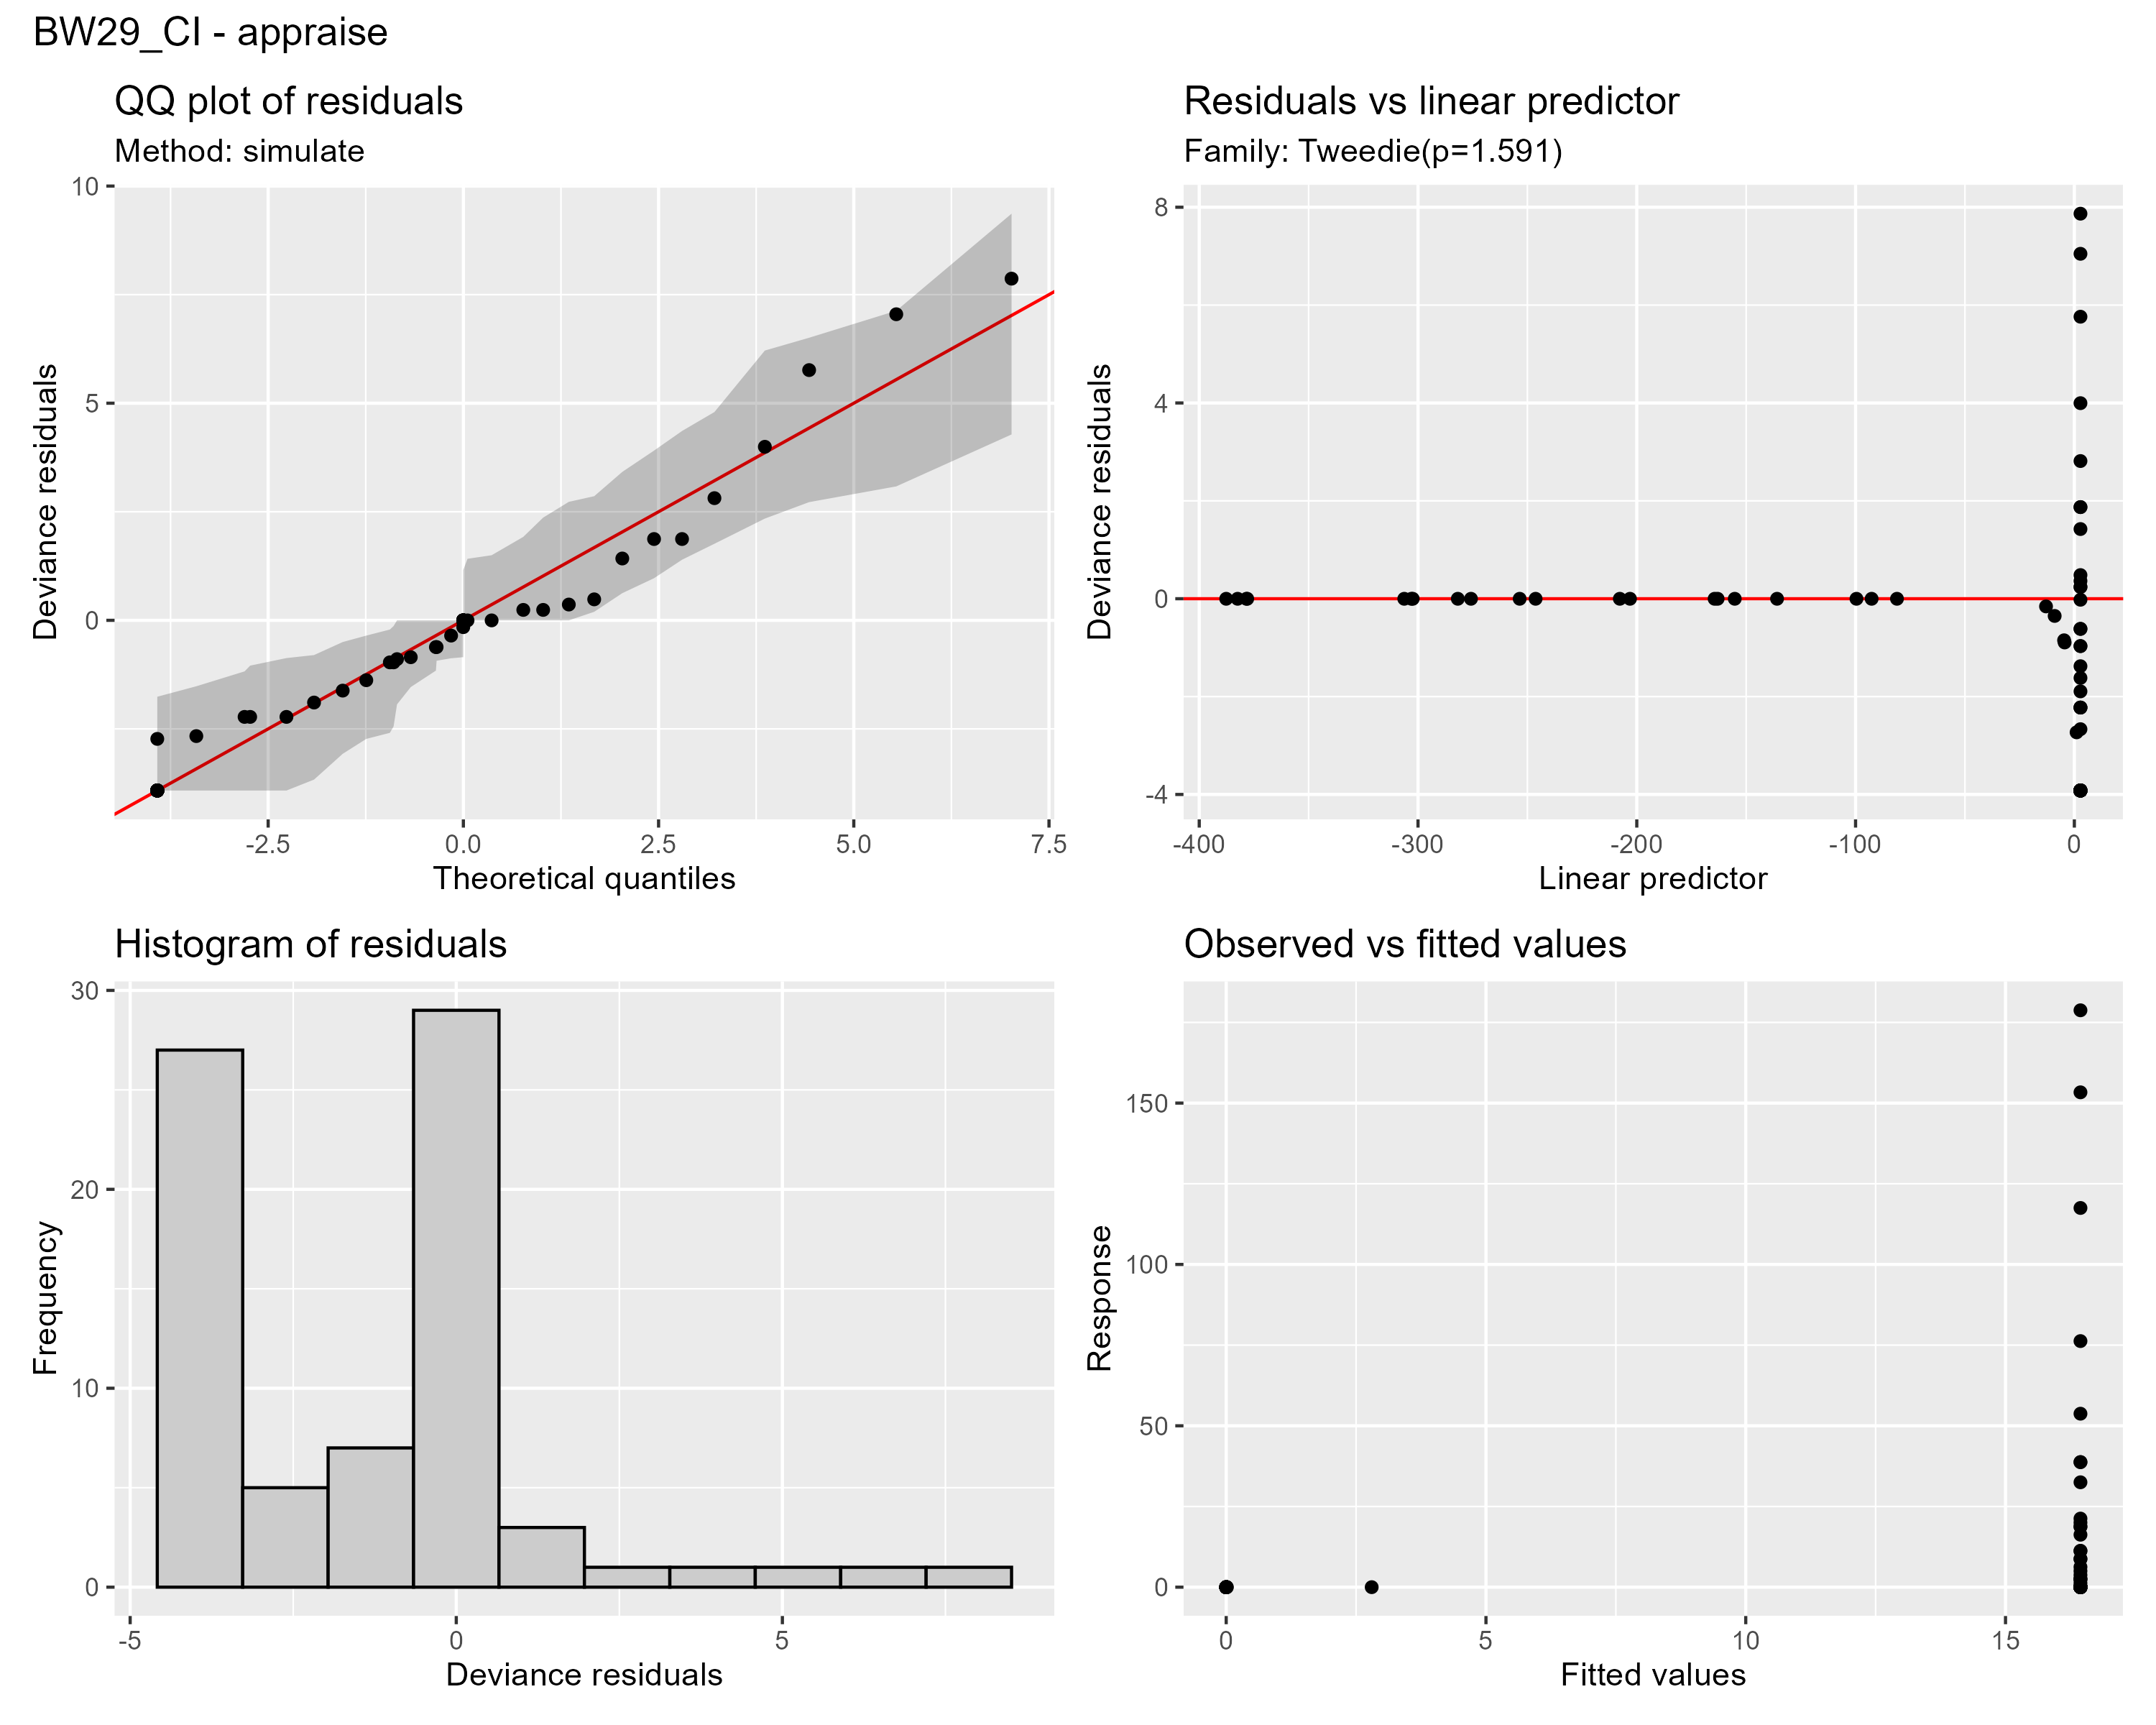 BW29_CI - appraise
QQ plot of residuals
Method: simulate
10
5
0
-2.5
0.0
2.5
5.0
7.5
Theoretical quantiles
Deviance residuals
Residuals vs linear predictor
Family: Tweedie(p=1.591)
8
4
0
-4
-400
-300
-200
-100
0
Linear predictor
Deviance residuals
Histogram of residuals
30
20
10
0
-5
0
5
Deviance residuals
Frequency
Observed vs fitted values
150
100
50
0
0
5
10
15
Fitted values
Response